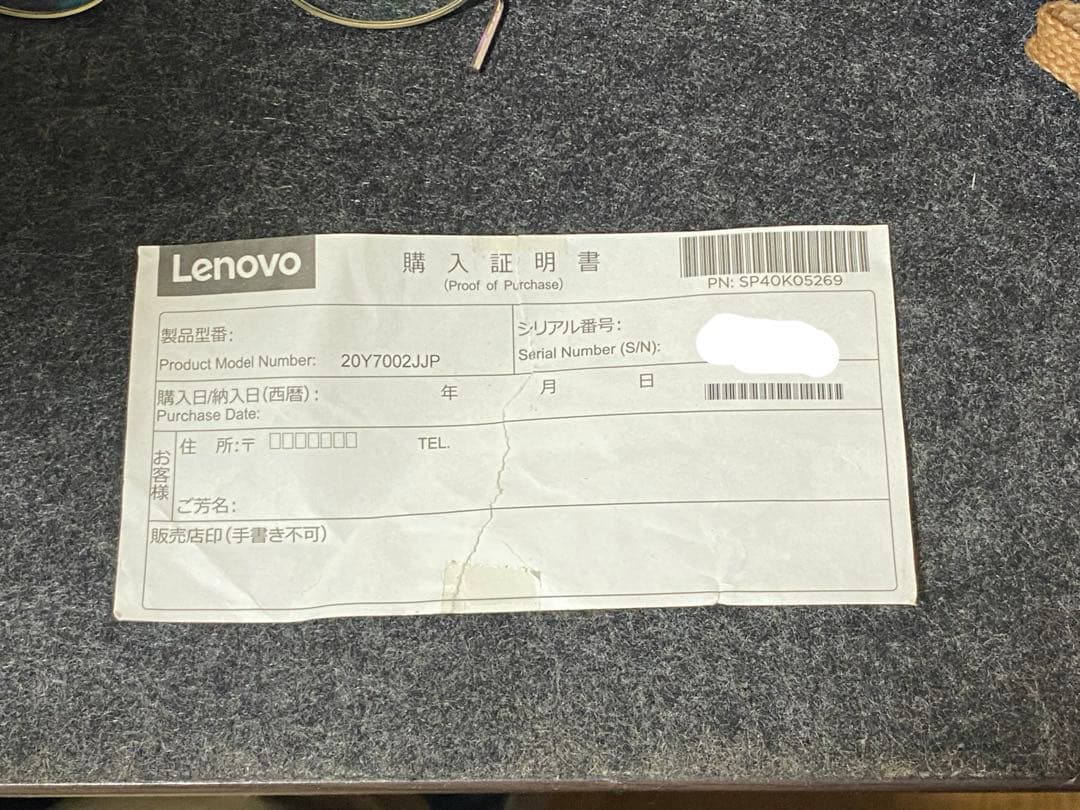 Lenovo
購入証明書
(Proof of Purchase)
PN: SP40K05269
製品型番:
Product Model Number: 20Y7002JJP
シリアル番号:
Serial Number (S/N):
購入日/納入日(西暦): 年 月 日
Purchase Date:
お客様
住 所:〒 TEL.
ご芳名:
販売店印(手書き不可)